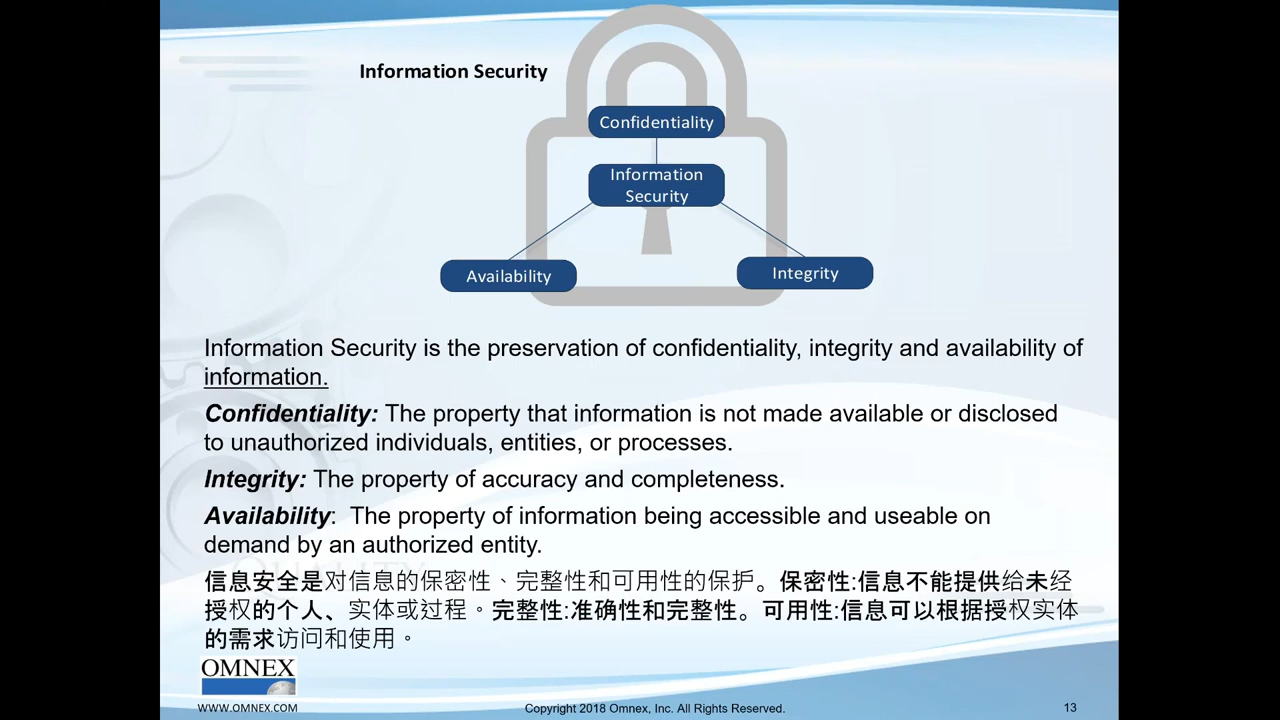 Information Security
Confidentiality
Information
Security
Availability
Integrity
Information Security is the preservation of confidentiality, integrity and availability of
information.
Confidentiality: The property that information is not made available or disclosed
to unauthorized individuals, entities, or processes.
Integrity: The property of accuracy and completeness.
Availability:  The property of information being accessible and useable on
demand by an authorized entity.
信息安全是对信息的保密性、完整性和可用性的保护。保密性:信息不能提供给未经
授权的个人、实体或过程。完整性:准确性和完整性。可用性:信息可以根据授权实体
的需求访问和使用。
QUALITY
OMNEX
WWW.OMNEX.COM
Copyright 2018 Omnex, Inc. All Rights Reserved.
13